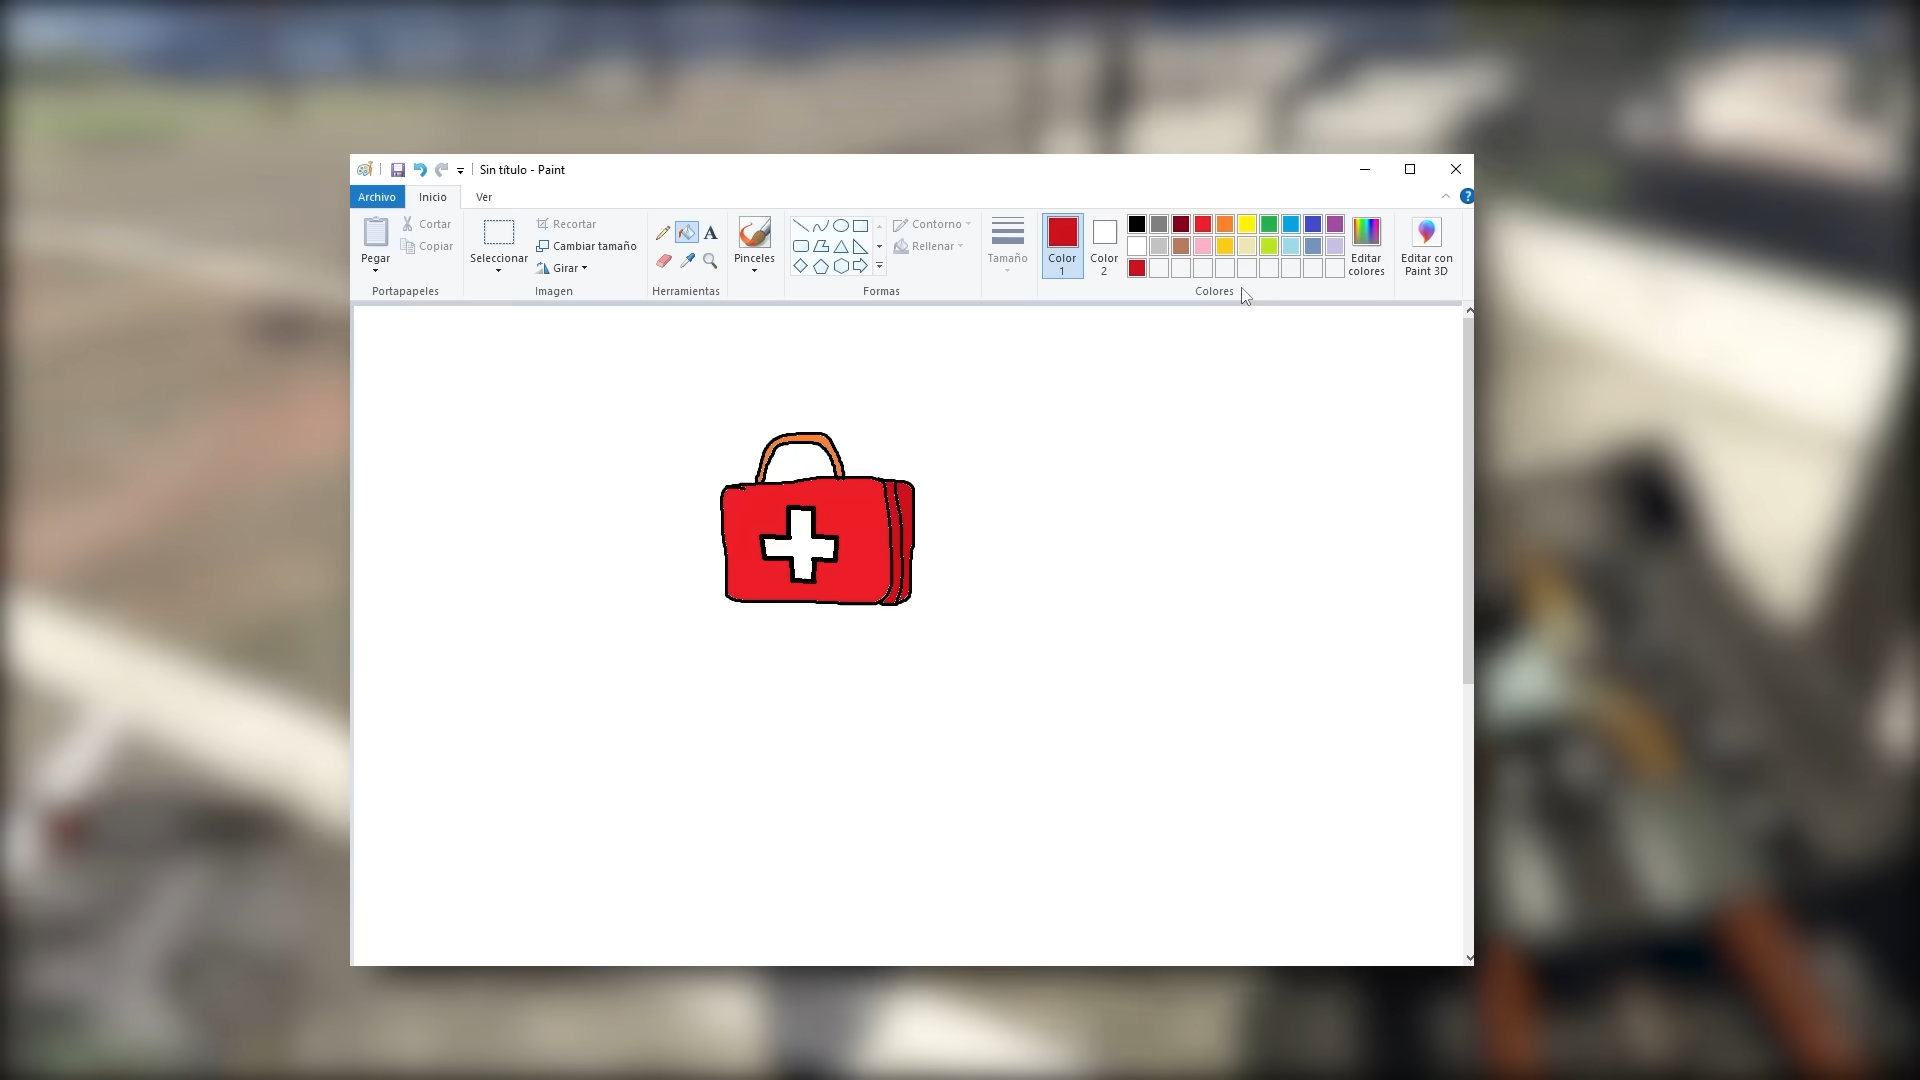 Sin título - Paint
Archivo Inicio Ver
Pegar
Cortar
Copiar
Portapapeles
Seleccionar
Recortar
Cambiar tamaño
Girar
Imagen
A
Herramientas
Pinceles
Contorno
Rellenar
Formas
Tamaño
Color
1
Color
2
Editar
colores
Colores
Editar con
Paint 3D
?